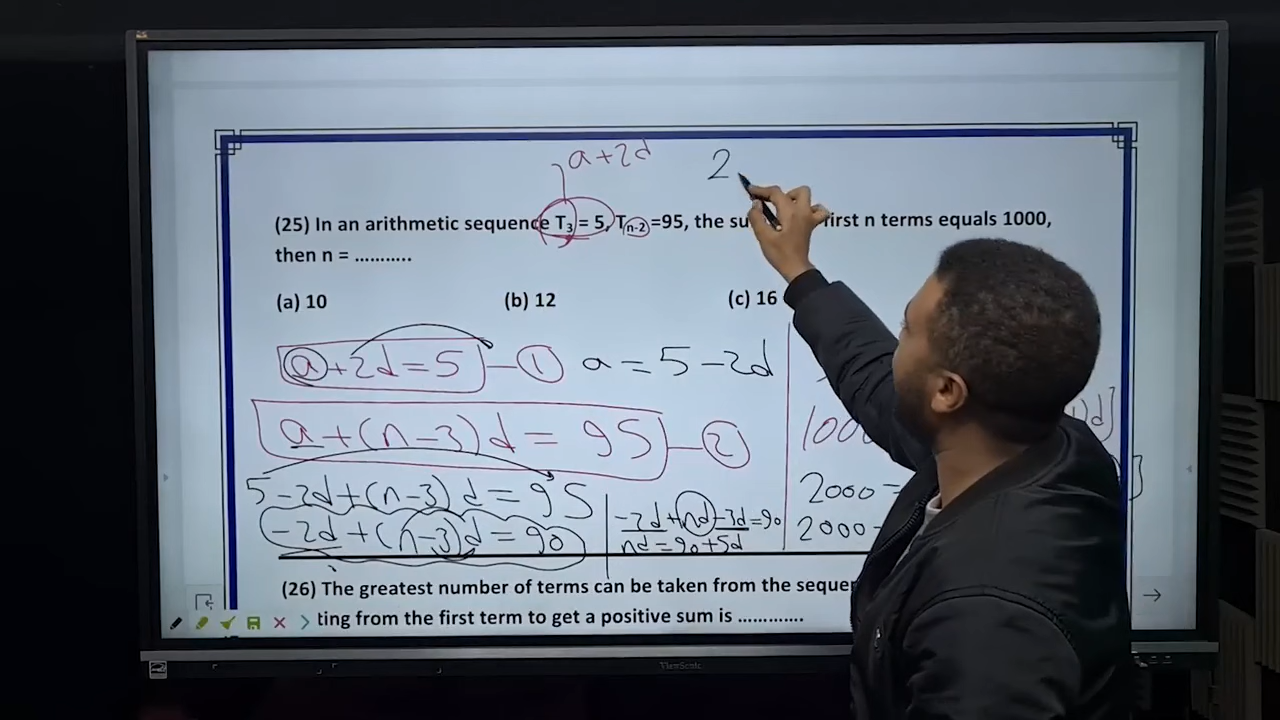 a+2d
2
(25) In an arithmetic sequence T3 = 5, Tn-2 =95, the su first n terms equals 1000,
then n = ...........
(a) 10 (b) 12 (c) 16
a+2d=5 —① a = 5-2d
a+(n-3)d = 95 —② 1000 d]
5-2d+(n-3)d=95 2000=
-2d+(n-3)d=90 2000
-2d+nd-3d=90
nd=90+5d
(26) The greatest number of terms can be taken from the
ting from the first term to get a positive sum is .............
ViewSonic